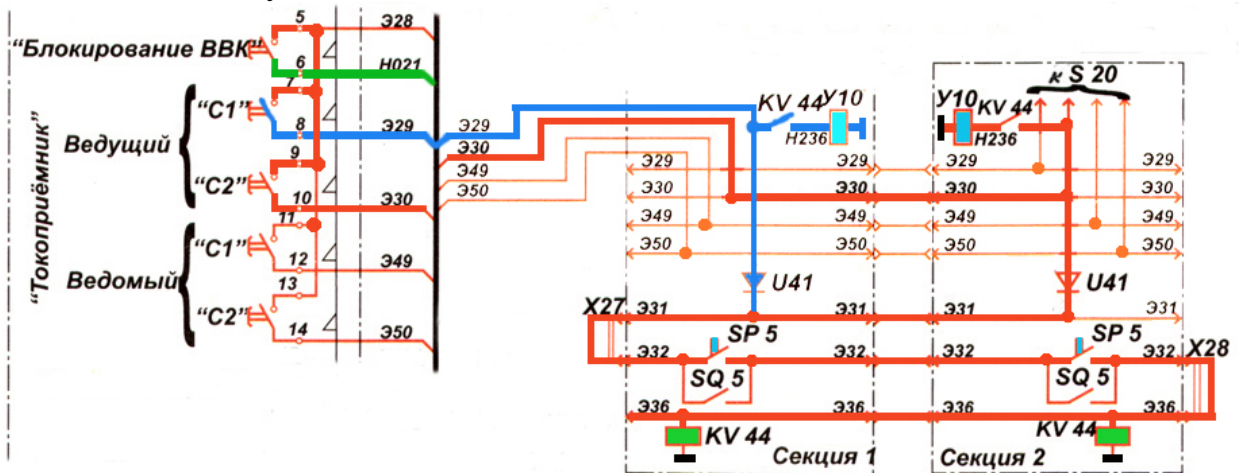 "Блокирование ВВК"
"Токоприёмник"
Ведущий
"С1"
"С2"
Ведомый
"С1"
"С2"
5
6
7
8
9
10
11
12
13
14
Э28
Н021
Э29
Э30
Э49
Э50
Э29
Э30
Э49
Э50
KV 44
У10
Н236
Э29 Э29
Э30 Э30
Э49 Э49
Э50 Э50
U41
X27
Э31 Э31
SP 5
Э32 Э32
SQ 5
Э36 Э36
KV 44
Секция 1
к S 20
У10
KV 44
Н236
Э29 Э29
Э30
Э49 Э49
Э50 Э50
U41
Э31 Э31
SP 5
Э32 Э32
X28
SQ 5
Э36 Э36
KV 44
Секция 2